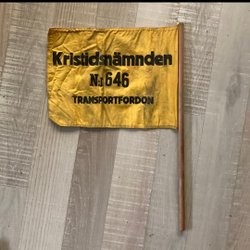 Kristidsnämnden
No 646
TRANSPORTFORDON